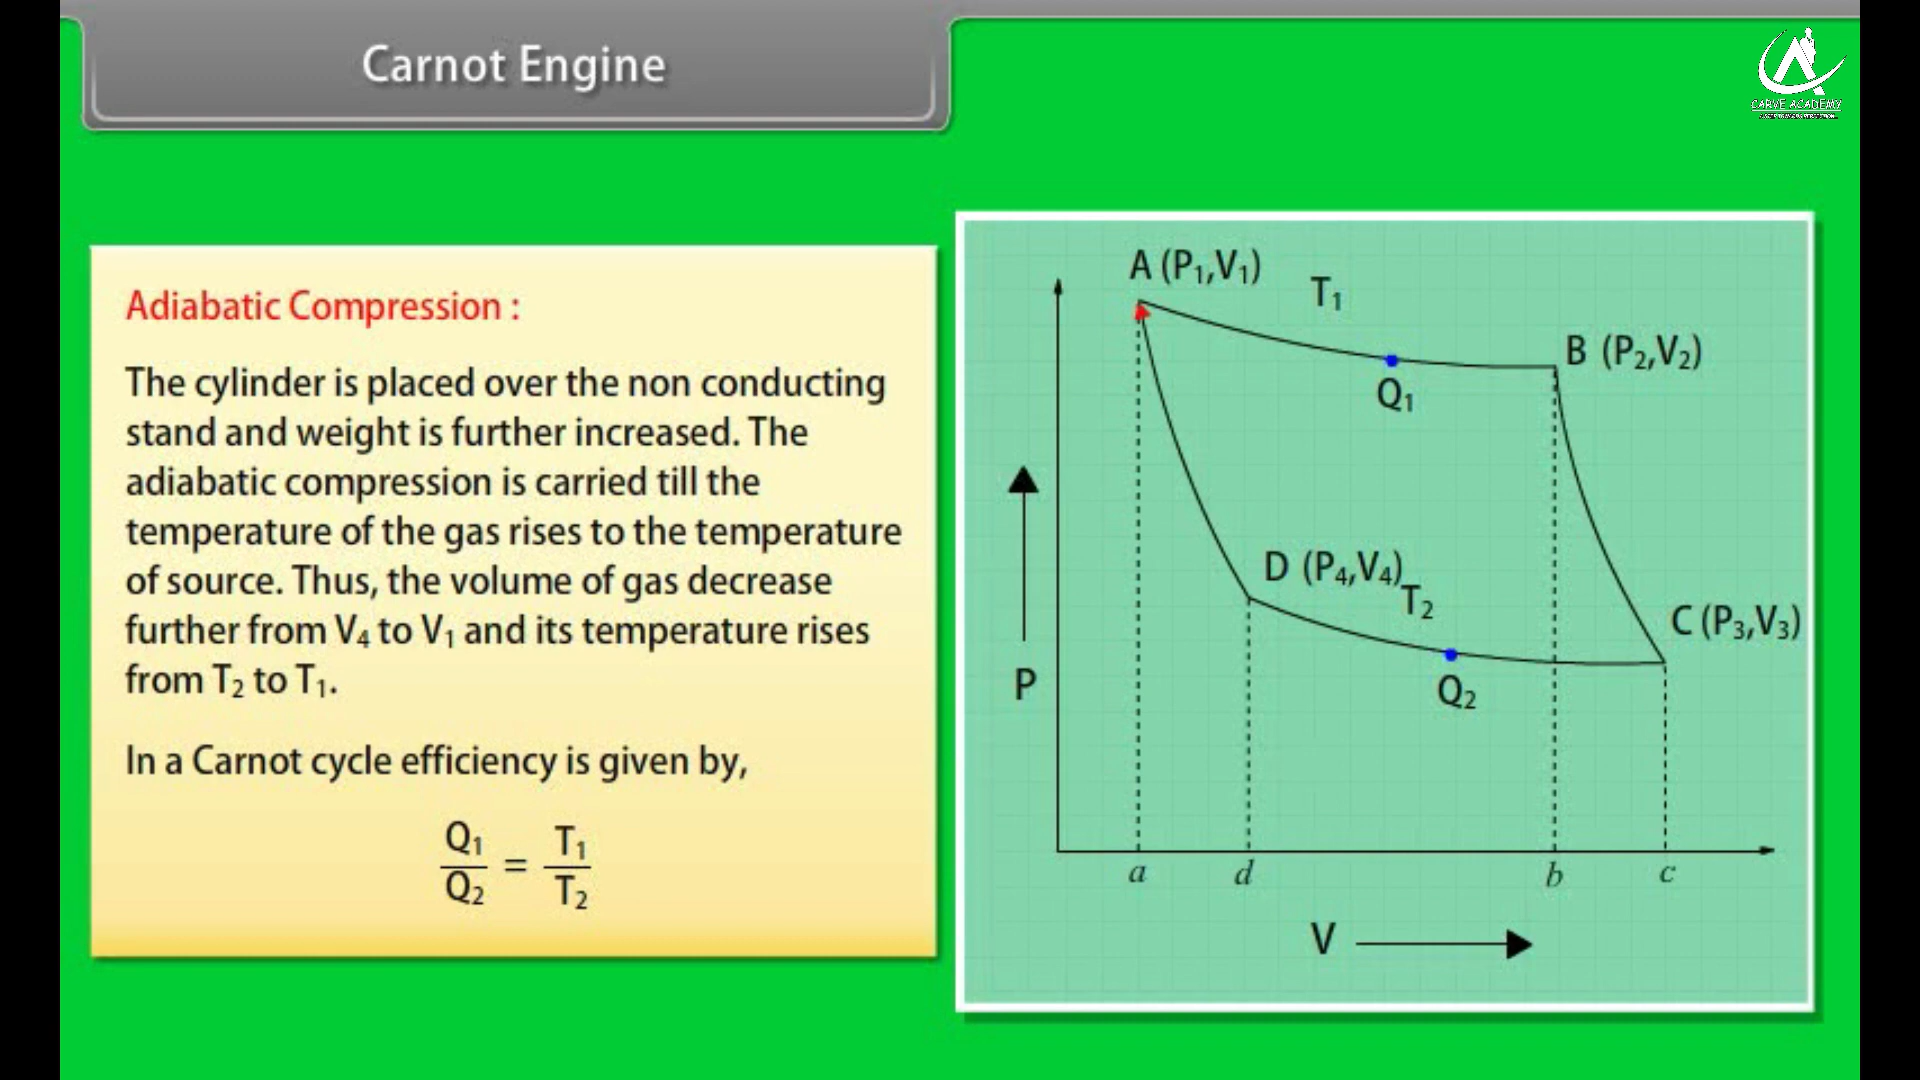 Carnot Engine
CARVE ACADEMY
Adiabatic Compression :
The cylinder is placed over the non conducting
stand and weight is further increased. The
adiabatic compression is carried till the
temperature of the gas rises to the temperature
of source. Thus, the volume of gas decrease
further from V₄ to V₁ and its temperature rises
from T₂ to T₁.
In a Carnot cycle efficiency is given by,
Q₁/Q₂ = T₁/T₂
A (P₁,V₁)
T₁
B (P₂,V₂)
Q₁
D (P₄,V₄)
T₂
C (P₃,V₃)
P
Q₂
a d b c
V